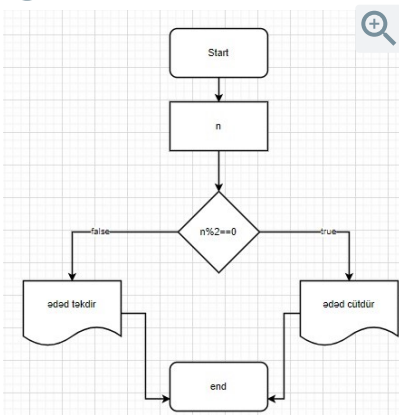 Start
n
n%2==0
false
true
ədəd təkdir
ədəd cütdür
end